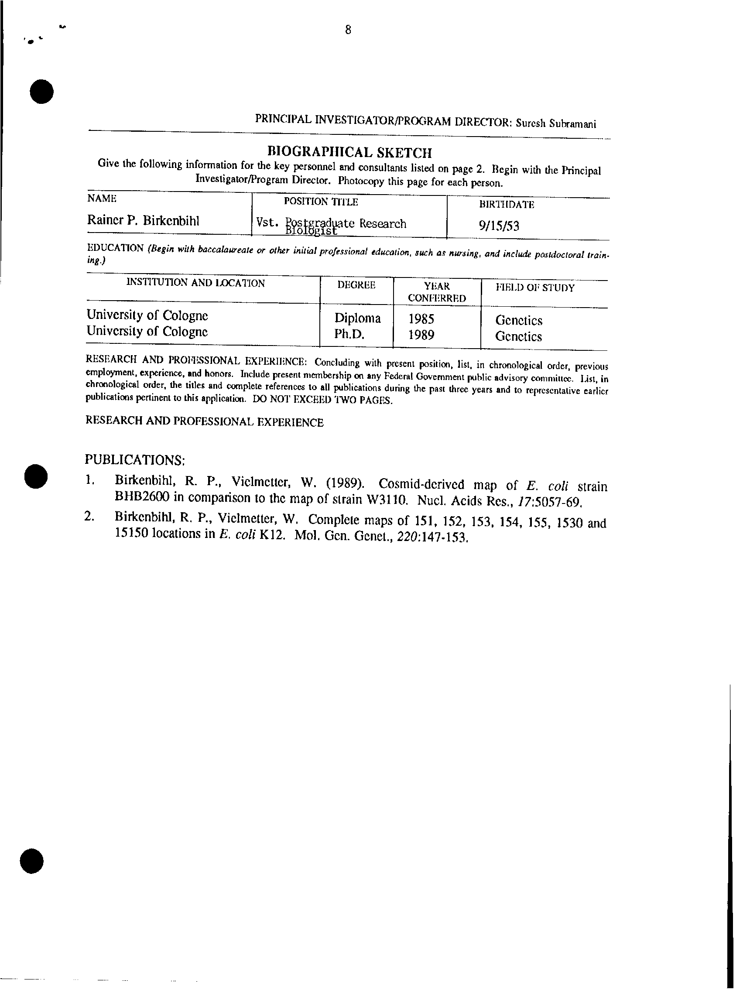 8
PRINCIPAL INVESTIGATOR/PROGRAM DIRECTOR: Suresh Subramani
BIOGRAPHICAL SKETCH
Give the following information for the key personnel and consultants listed on page 2. Begin with the Principal
Investigator/Program Director. Photocopy this page for each person.
NAME POSITION TITLE BIRTHDATE
Rainer P. Birkenbihl Vst. Postgraduate Research 9/15/53
Biologist
EDUCATION (Begin with baccalaureate or other initial professional education, such as nursing, and include postdoctoral train-
ing.)
INSTITUTION AND LOCATION DEGREE YEAR FIELD OF STUDY
CONFERRED
University of Cologne Diploma 1985 Genetics
University of Cologne Ph.D. 1989 Genetics
RESEARCH AND PROFESSIONAL EXPERIENCE: Concluding with present position, list, in chronological order, previous
employment, experience, and honors. Include present membership on any Federal Government public advisory committee. List, in
chronological order, the titles and complete references to all publications during the past three years and to representative earlier
publications pertinent to this application. DO NOT EXCEED TWO PAGES.
RESEARCH AND PROFESSIONAL EXPERIENCE
PUBLICATIONS:
1. Birkenbihl, R. P., Vielmetter, W. (1989). Cosmid-derived map of E. coli strain
BHB2600 in comparison to the map of strain W3110. Nucl. Acids Res., 17:5057-69.
2. Birkenbihl, R. P., Vielmetter, W. Complete maps of 151, 152, 153, 154, 155, 1530 and
15150 locations in E. coli K12. Mol. Gen. Genet., 220:147-153.